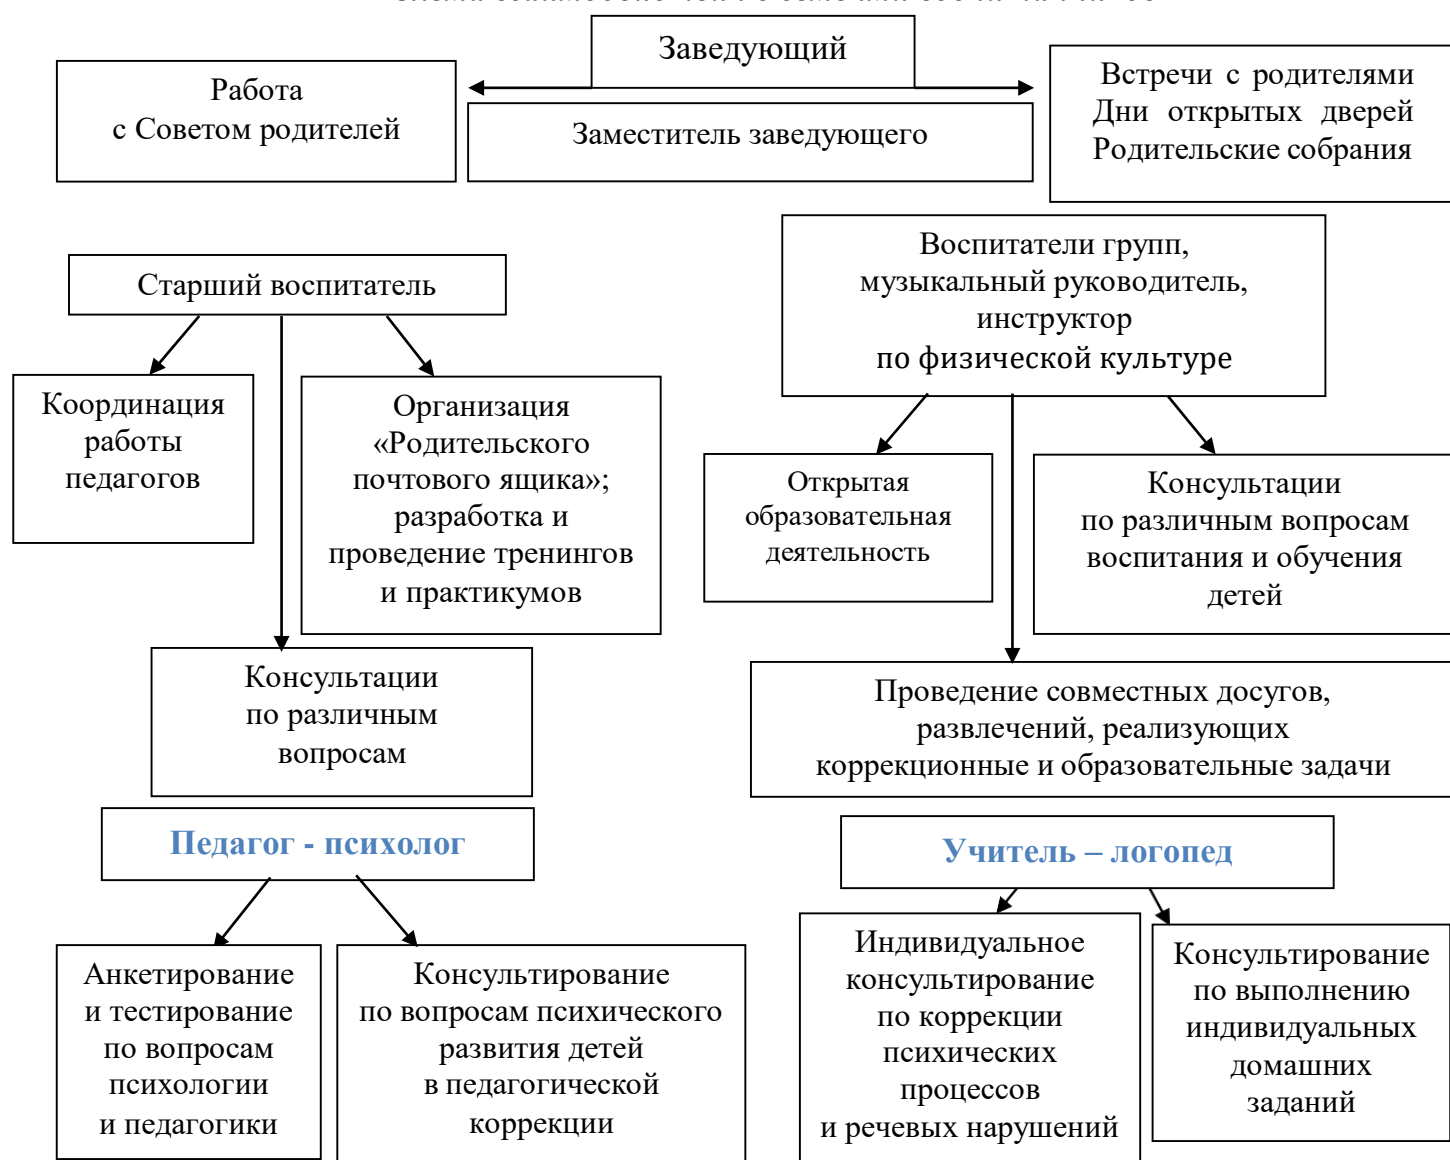 Заведующий
Работа
с Советом родителей
Встречи с родителями
Дни открытых дверей
Родительские собрания
Заместитель заведующего
Старший воспитатель
Воспитатели групп,
музыкальный руководитель,
инструктор
по физической культуре
Координация
работы
педагогов
Организация
«Родительского
почтового ящика»;
разработка и
проведение тренингов
и практикумов
Открытая
образовательная
деятельность
Консультации
по различным вопросам
воспитания и обучения
детей
Консультации
по различным
вопросам
Проведение совместных досугов,
развлечений, реализующих
коррекционные и образовательные задачи
Педагог - психолог
Учитель – логопед
Анкетирование
и тестирование
по вопросам
психологии
и педагогики
Консультирование
по вопросам психического
развития детей
в педагогической
коррекции
Индивидуальное
консультирование
по коррекции
психических
процессов
и речевых нарушений
Консультирование
по выполнению
индивидуальных
домашних
заданий